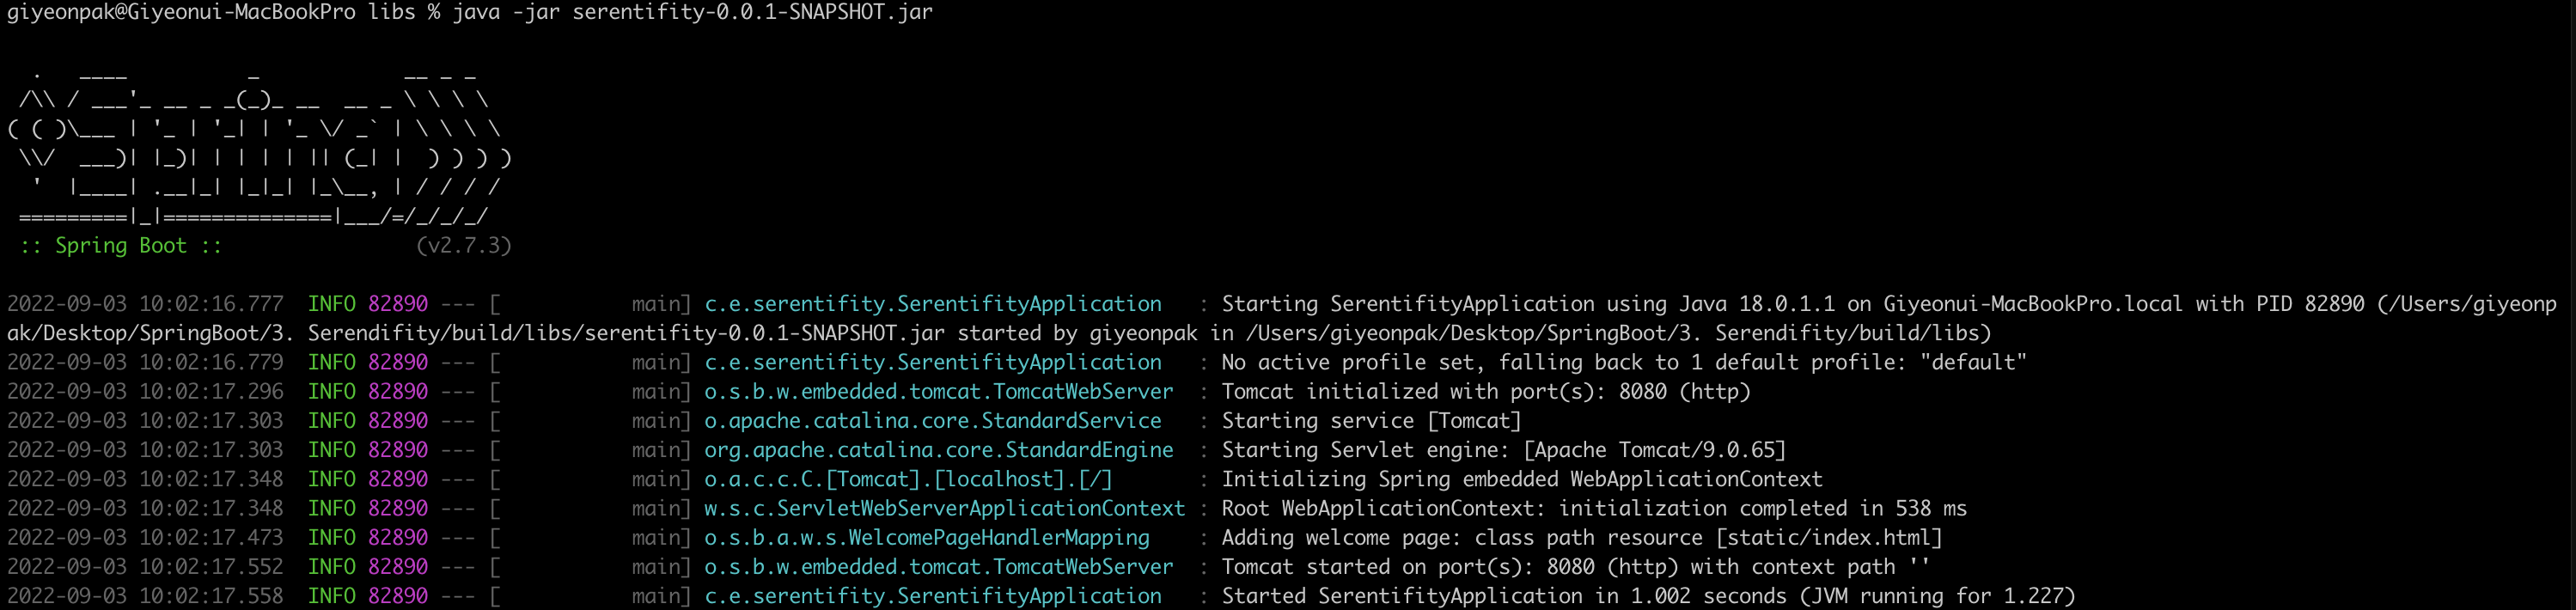 giyeonpak@Giyeonui-MacBookPro libs % java -jar serentifity-0.0.1-SNAPSHOT.jar
  .   ____          _            __ _ _
 /\\ / ___'_ __ _ _(_)_ __  __ _ \ \ \ \
( ( )\___ | '_ | '_| | '_ \/ _` | \ \ \ \
 \\/  ___)| |_)| | | | | || (_| |  ) ) ) )
  '  |____| .__|_| |_|_| |_\__, | / / / /
 =========|_|==============|___/=/_/_/_/
 :: Spring Boot ::                (v2.7.3)
2022-09-03 10:02:16.777  INFO 82890 --- [           main] c.e.serentifity.SerentifityApplication   : Starting SerentifityApplication using Java 18.0.1.1 on Giyeonui-MacBookPro.local with PID 82890 (/Users/giyeonp
ak/Desktop/SpringBoot/3. Serendifity/build/libs/serentifity-0.0.1-SNAPSHOT.jar started by giyeonpak in /Users/giyeonpak/Desktop/SpringBoot/3. Serendifity/build/libs)
2022-09-03 10:02:16.779  INFO 82890 --- [           main] c.e.serentifity.SerentifityApplication   : No active profile set, falling back to 1 default profile: "default"
2022-09-03 10:02:17.296  INFO 82890 --- [           main] o.s.b.w.embedded.tomcat.TomcatWebServer  : Tomcat initialized with port(s): 8080 (http)
2022-09-03 10:02:17.303  INFO 82890 --- [           main] o.apache.catalina.core.StandardService   : Starting service [Tomcat]
2022-09-03 10:02:17.303  INFO 82890 --- [           main] org.apache.catalina.core.StandardEngine  : Starting Servlet engine: [Apache Tomcat/9.0.65]
2022-09-03 10:02:17.348  INFO 82890 --- [           main] o.a.c.c.C.[Tomcat].[localhost].[/]       : Initializing Spring embedded WebApplicationContext
2022-09-03 10:02:17.348  INFO 82890 --- [           main] w.s.c.ServletWebServerApplicationContext : Root WebApplicationContext: initialization completed in 538 ms
2022-09-03 10:02:17.473  INFO 82890 --- [           main] o.s.b.a.w.s.WelcomePageHandlerMapping    : Adding welcome page: class path resource [static/index.html]
2022-09-03 10:02:17.552  INFO 82890 --- [           main] o.s.b.w.embedded.tomcat.TomcatWebServer  : Tomcat started on port(s): 8080 (http) with context path ''
2022-09-03 10:02:17.558  INFO 82890 --- [           main] c.e.serentifity.SerentifityApplication   : Started SerentifityApplication in 1.002 seconds (JVM running for 1.227)